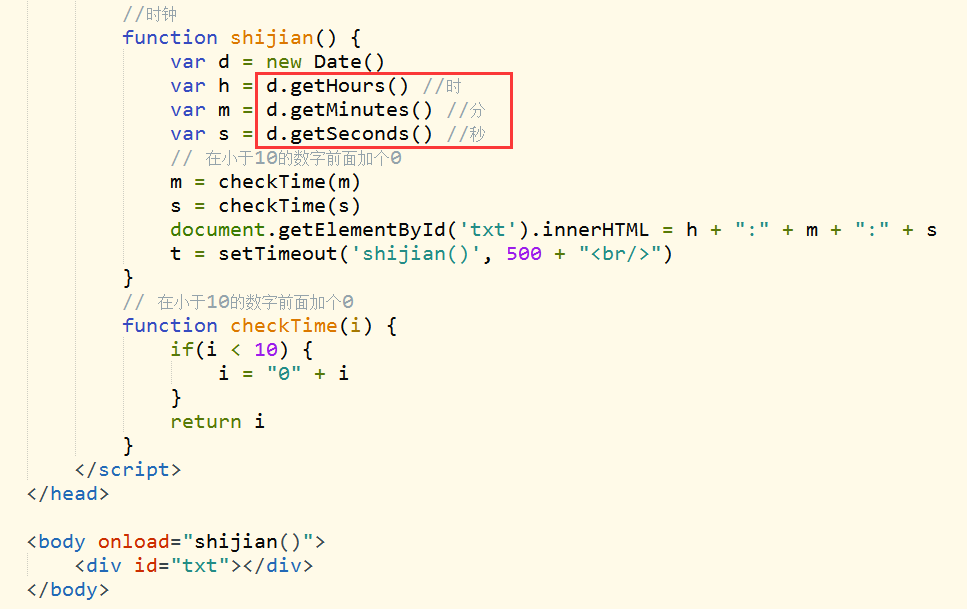 //时钟
function shijian() {
var d = new Date()
var h = d.getHours() //时
var m = d.getMinutes() //分
var s = d.getSeconds() //秒
// 在小于10的数字前面加个0
m = checkTime(m)
s = checkTime(s)
document.getElementById('txt').innerHTML = h + ":" + m + ":" + s
t = setTimeout('shijian()', 500 + "<br/>")
}
// 在小于10的数字前面加个0
function checkTime(i) {
if(i < 10) {
i = "0" + i
}
return i
}
</script>
</head>
<body onload="shijian()">
<div id="txt"></div>
</body>